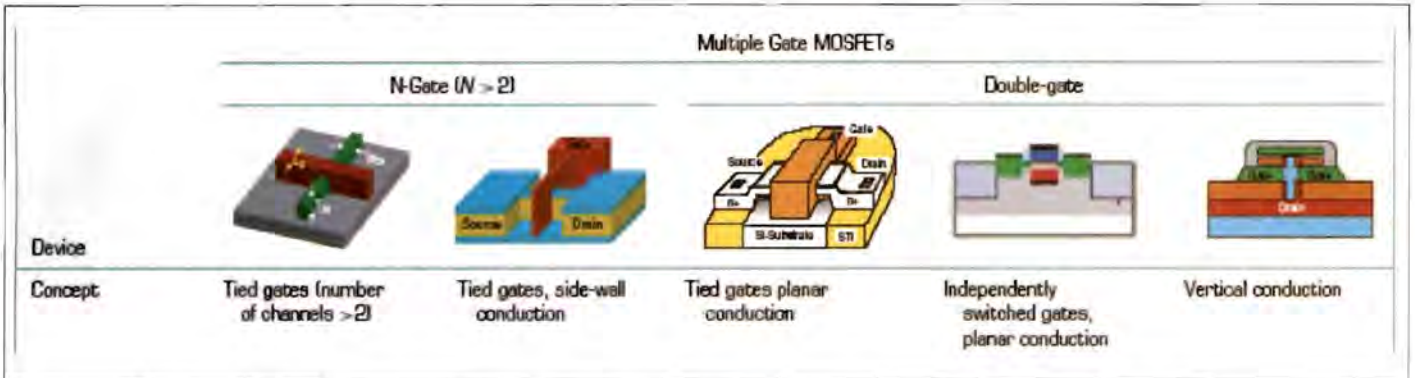 Multiple Gate MOSFETs
N-Gate (N > 2)
Double-gate
Gate
Source
Drain
Si-Substrate
STI
Source
Drain
Drain
Device
Concept
Tied gates (number
of channels >2)
Tied gates, side-wall
conduction
Tied gates planar
conduction
Independently
switched gates,
planar conduction
Vertical conduction